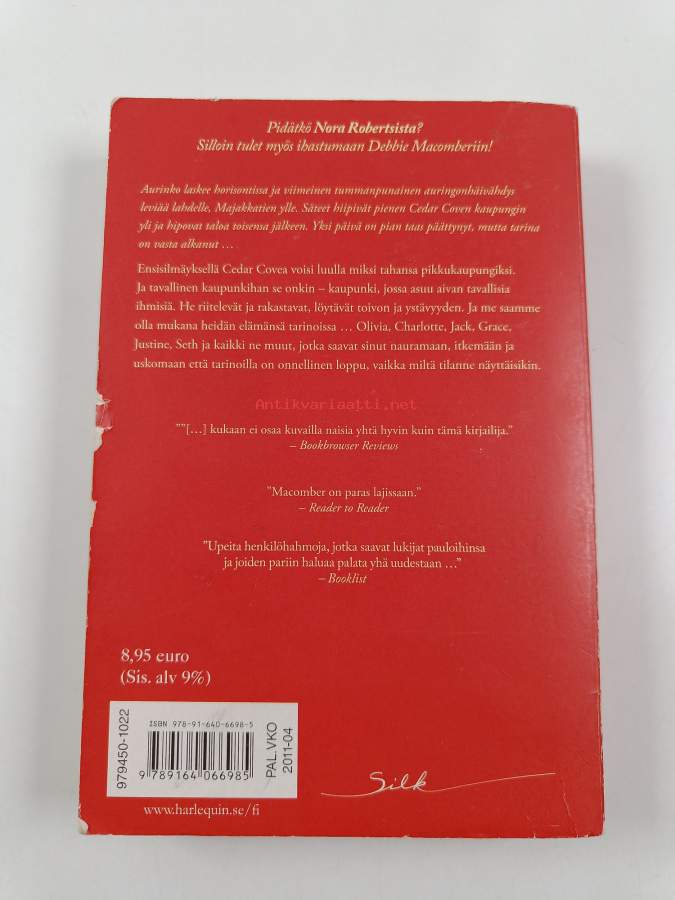 Pidätkö Nora Robertsista?
Silloin tulet myös ihastumaan Debbie Macomberiin!
Aurinko laskee horisontissa ja viimeinen tummanpunainen auringonhäivähdys
leviää lahdelle, Majakkatien ylle. Säteet hiipivät pienen Cedar Coven kaupungin
yli ja hipovat taloa toisensa jälkeen. Yksi päivä on pian taas päättynyt, mutta tarina
on vasta alkanut …
Ensisilmäyksellä Cedar Covea voisi luulla miksi tahansa pikkukaupungiksi.
Ja tavallinen kaupunkihan se onkin – kaupunki, jossa asuu aivan tavallisia
ihmisiä. He riitelevät ja rakastavat, löytävät toivon ja ystävyyden. Ja me saamme
olla mukana heidän elämänsä tarinoissa … Olivia, Charlotte, Jack, Grace,
Justine, Seth ja kaikki ne muut, jotka saavat sinut nauramaan, itkemään ja
uskomaan että tarinoilla on onnellinen loppu, vaikka miltä tilanne näyttäisikin.
Antikvariaatti.net
””[…] kukaan ei osaa kuvailla naisia yhtä hyvin kuin tämä kirjailija.”
– Bookbrowser Reviews
”Macomber on paras lajissaan.”
– Reader to Reader
”Upeita henkilöhahmoja, jotka saavat lukijat pauloihinsa
ja joiden pariin haluaa palata yhä uudestaan …”
– Booklist
8,95 euro
(Sis. alv 9%)
979450-1022
ISBN 978-91-640-6698-5
9 789164 066985
PAL.VKO
2011-04
Silk
www.harlequin.se/fi